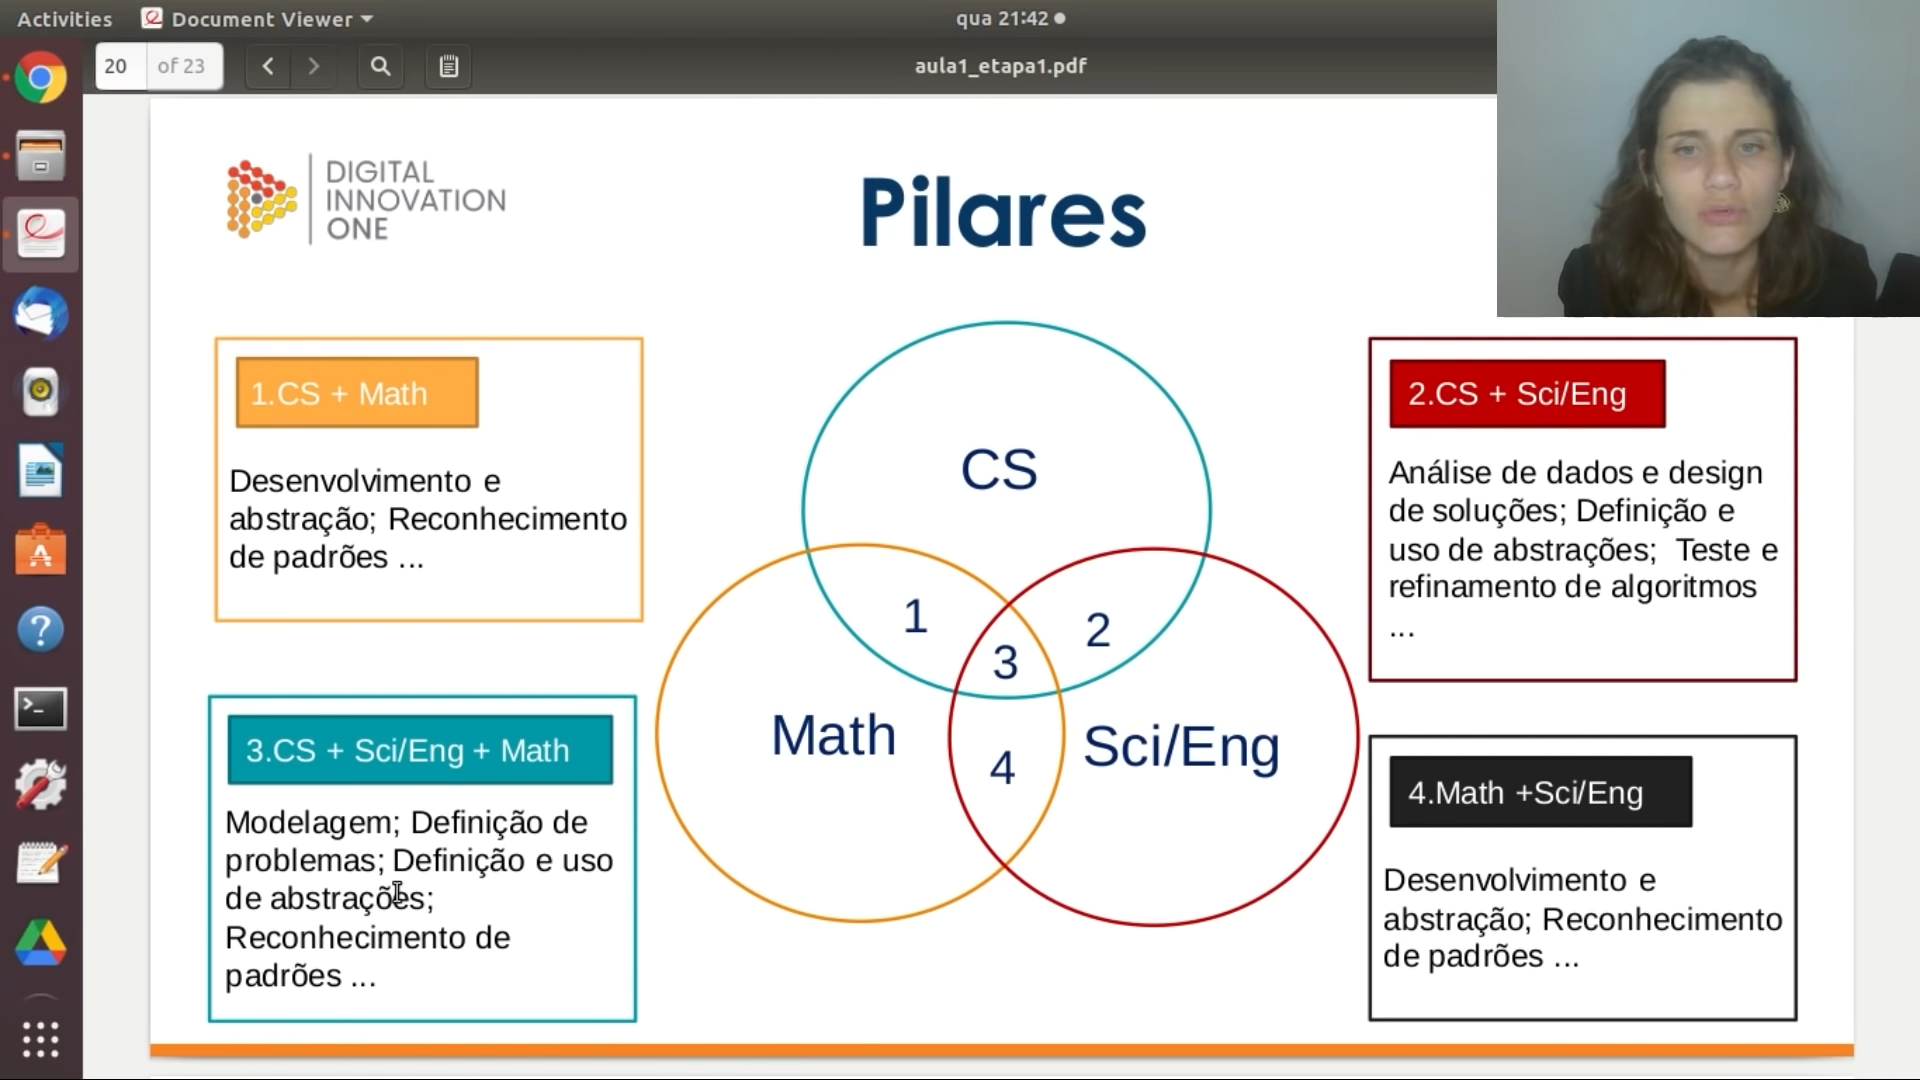 Activities
Document Viewer
qua 21:42
20
of 23
aula1_etapa1.pdf
DIGITAL
INNOVATION
ONE
Pilares
1.CS + Math
Desenvolvimento e
abstração; Reconhecimento
de padrões ...
2.CS + Sci/Eng
Análise de dados e design
de soluções; Definição e
uso de abstrações; Teste e
refinamento de algoritmos
...
CS
1
2
3
Math
Sci/Eng
4
3.CS + Sci/Eng + Math
Modelagem; Definição de
problemas; Definição e uso
de abstrações;
Reconhecimento de
padrões ...
4.Math +Sci/Eng
Desenvolvimento e
abstração; Reconhecimento
de padrões ...